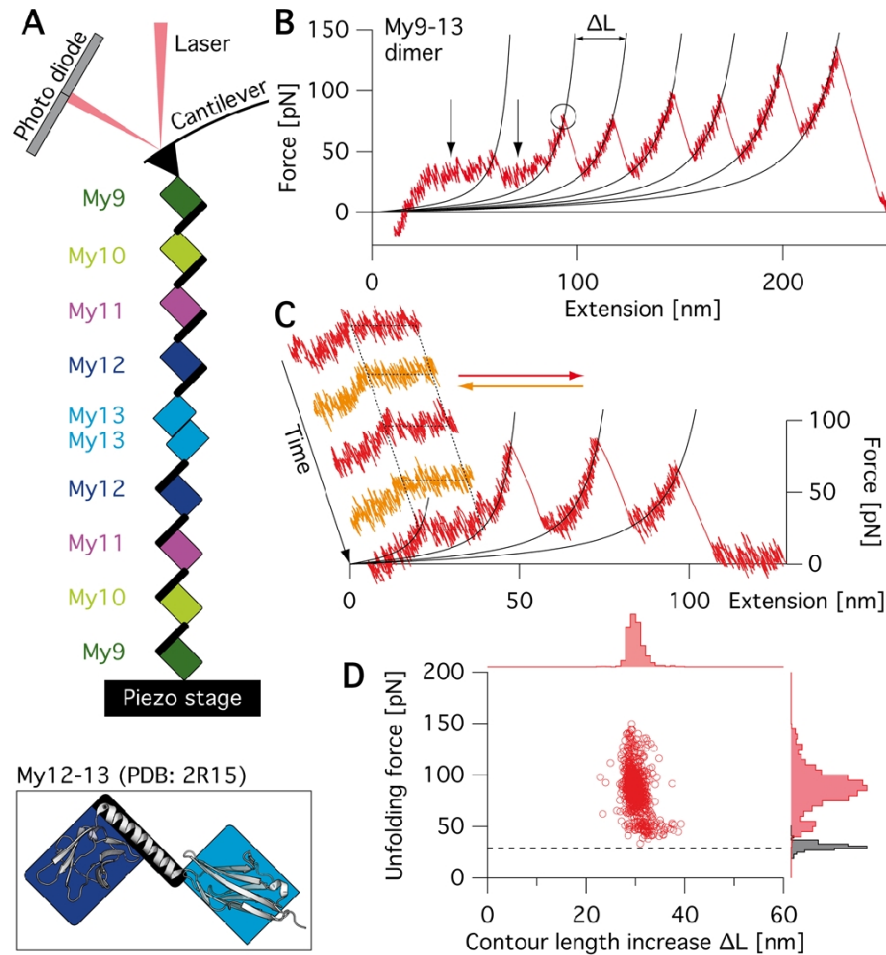 A
Photo diode
Laser
Cantilever
My9
My10
My11
My12
My13
My13
My12
My11
My10
My9
Piezo stage
My12-13 (PDB: 2R15)
B
My9-13
dimer
ΔL
Force [pN]
150
100
50
0
0
100
200
Extension [nm]
C
Time
100
50
0
Force [pN]
0
50
100
Extension [nm]
D
Unfolding force [pN]
200
150
100
50
0
0
20
40
60
Contour length increase ΔL [nm]